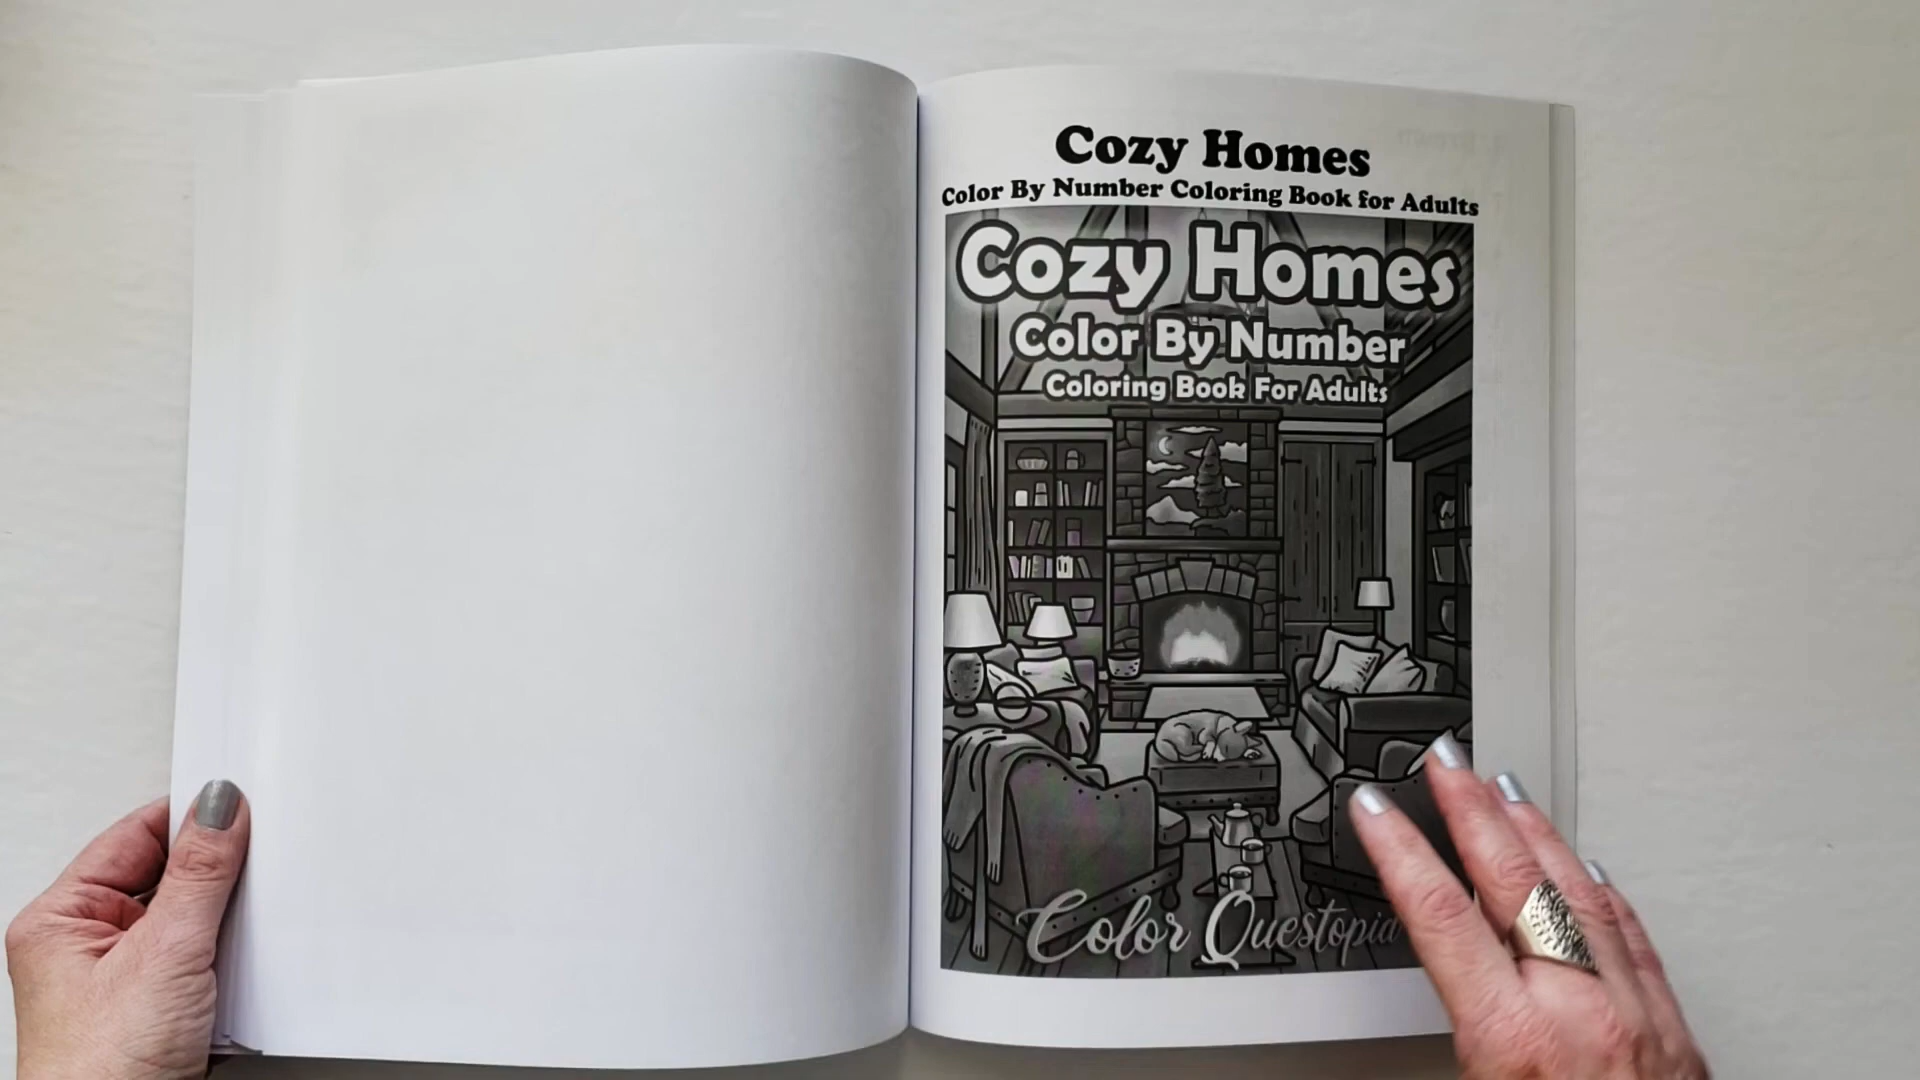 Cozy Homes
Color By Number Coloring Book for Adults
Cozy Homes
Color By Number
Coloring Book For Adults
Color Questopia